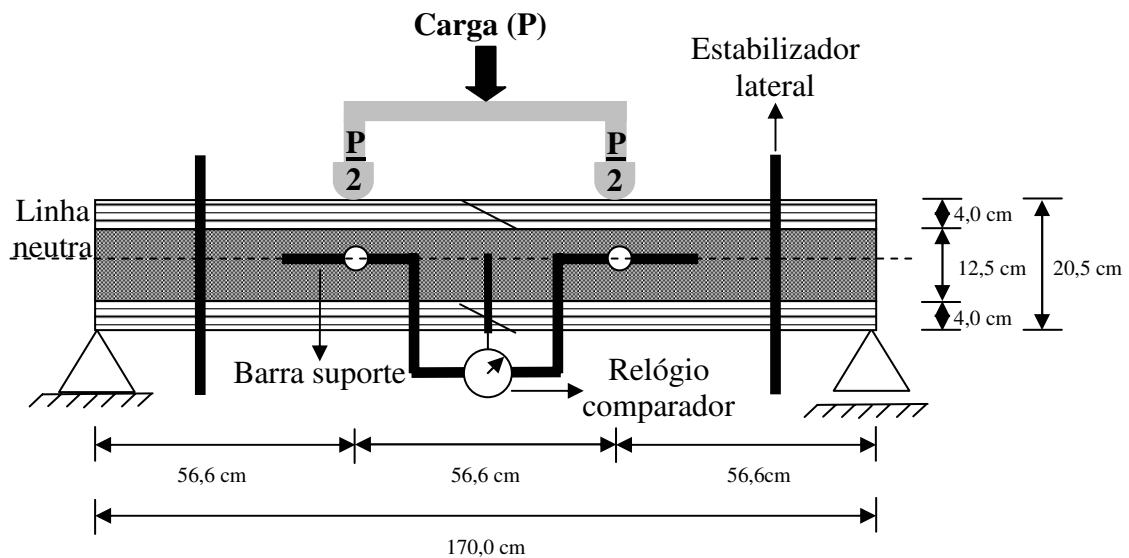 Carga (P)
Estabilizador
lateral
P
2
P
2
Linha
neutra
4,0 cm
12,5 cm
20,5 cm
4,0 cm
Barra suporte
Relógio
comparador
56,6 cm
56,6 cm
56,6cm
170,0 cm